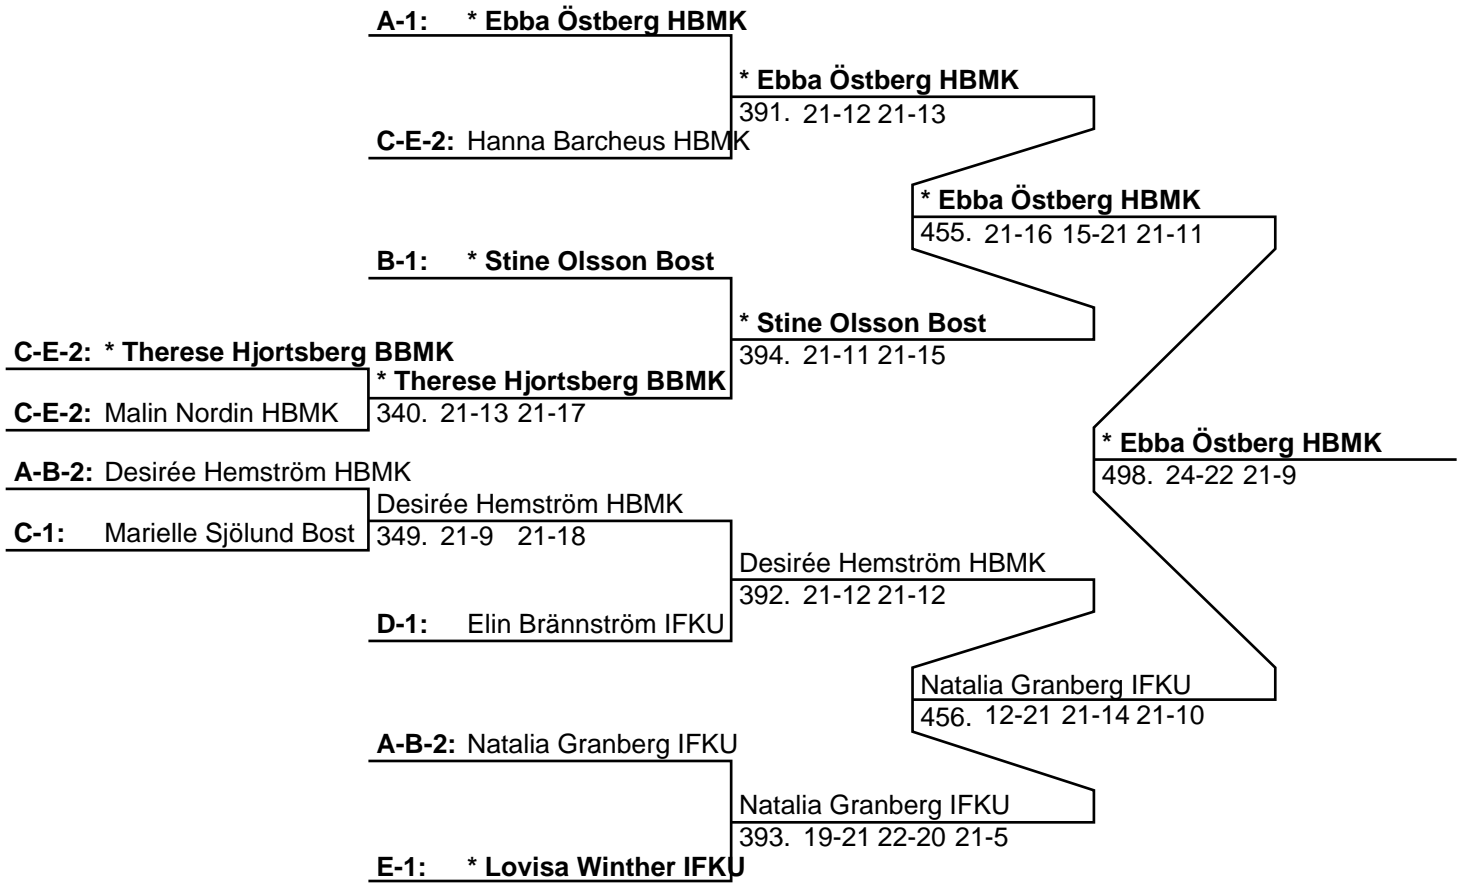 A-1: * Ebba Östberg HBMK
* Ebba Östberg HBMK
391. 21-12 21-13
C-E-2: Hanna Barcheus HBMK
* Ebba Östberg HBMK
455. 21-16 15-21 21-11
B-1: * Stine Olsson Bost
* Stine Olsson Bost
394. 21-11 21-15
C-E-2: * Therese Hjortsberg BBMK
* Therese Hjortsberg BBMK
340. 21-13 21-17
C-E-2: Malin Nordin HBMK
* Ebba Östberg HBMK
498. 24-22 21-9
A-B-2: Desirée Hemström HBMK
Desirée Hemström HBMK
349. 21-9 21-18
C-1: Marielle Sjölund Bost
Desirée Hemström HBMK
392. 21-12 21-12
D-1: Elin Brännström IFKU
Natalia Granberg IFKU
456. 12-21 21-14 21-10
A-B-2: Natalia Granberg IFKU
Natalia Granberg IFKU
393. 19-21 22-20 21-5
E-1: * Lovisa Winther IFKU